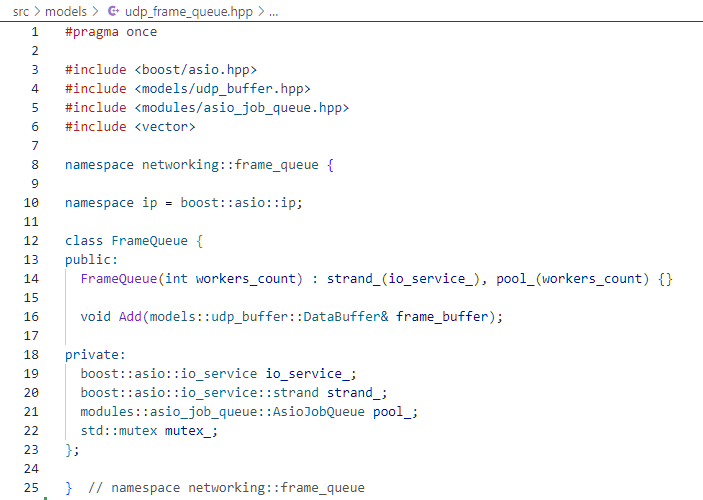 src > models > udp_frame_queue.hpp > ...
1 #pragma once
2
3 #include <boost/asio.hpp>
4 #include <models/udp_buffer.hpp>
5 #include <modules/asio_job_queue.hpp>
6 #include <vector>
7
8 namespace networking::frame_queue {
9
10 namespace ip = boost::asio::ip;
11
12 class FrameQueue {
13 public:
14   FrameQueue(int workers_count) : strand_(io_service_), pool_(workers_count) {}
15
16   void Add(models::udp_buffer::DataBuffer& frame_buffer);
17
18 private:
19   boost::asio::io_service io_service_;
20   boost::asio::io_service::strand strand_;
21   modules::asio_job_queue::AsioJobQueue pool_;
22   std::mutex mutex_;
23 };
24
25 }  // namespace networking::frame_queue